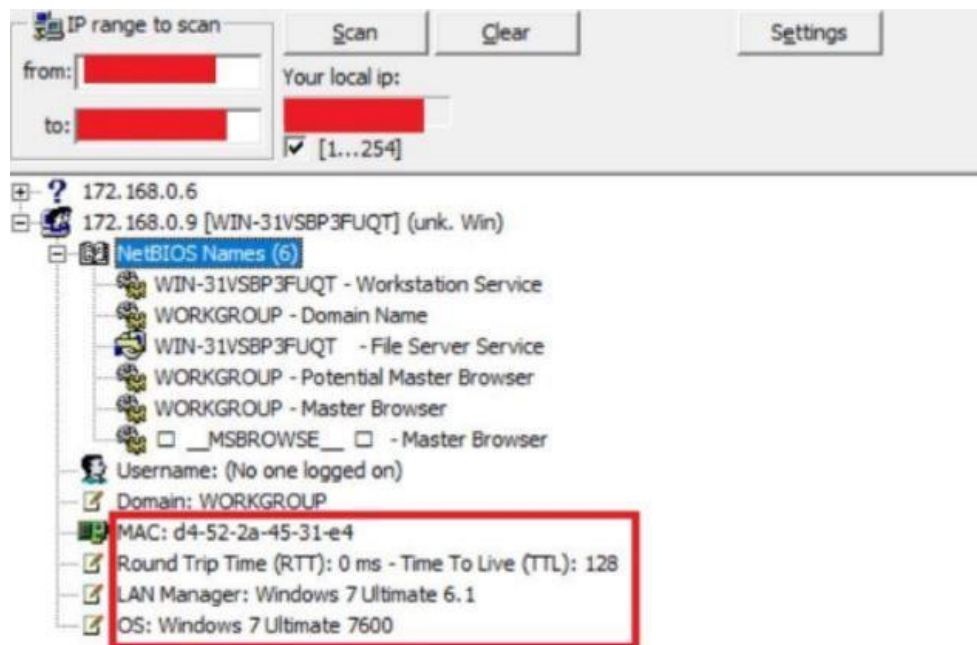 IP range to scan
Scan
Clear
Settings
from:
Your local ip:
to:
[1...254]
172.168.0.6
172.168.0.9 [WIN-31VSBP3FUQT] (unk. Win)
NetBIOS Names (6)
WIN-31VSBP3FUQT - Workstation Service
WORKGROUP - Domain Name
WIN-31VSBP3FUQT - File Server Service
WORKGROUP - Potential Master Browser
WORKGROUP - Master Browser
□ __MSBROWSE__ □ - Master Browser
Username: (No one logged on)
Domain: WORKGROUP
MAC: d4-52-2a-45-31-e4
Round Trip Time (RTT): 0 ms - Time To Live (TTL): 128
LAN Manager: Windows 7 Ultimate 6.1
OS: Windows 7 Ultimate 7600